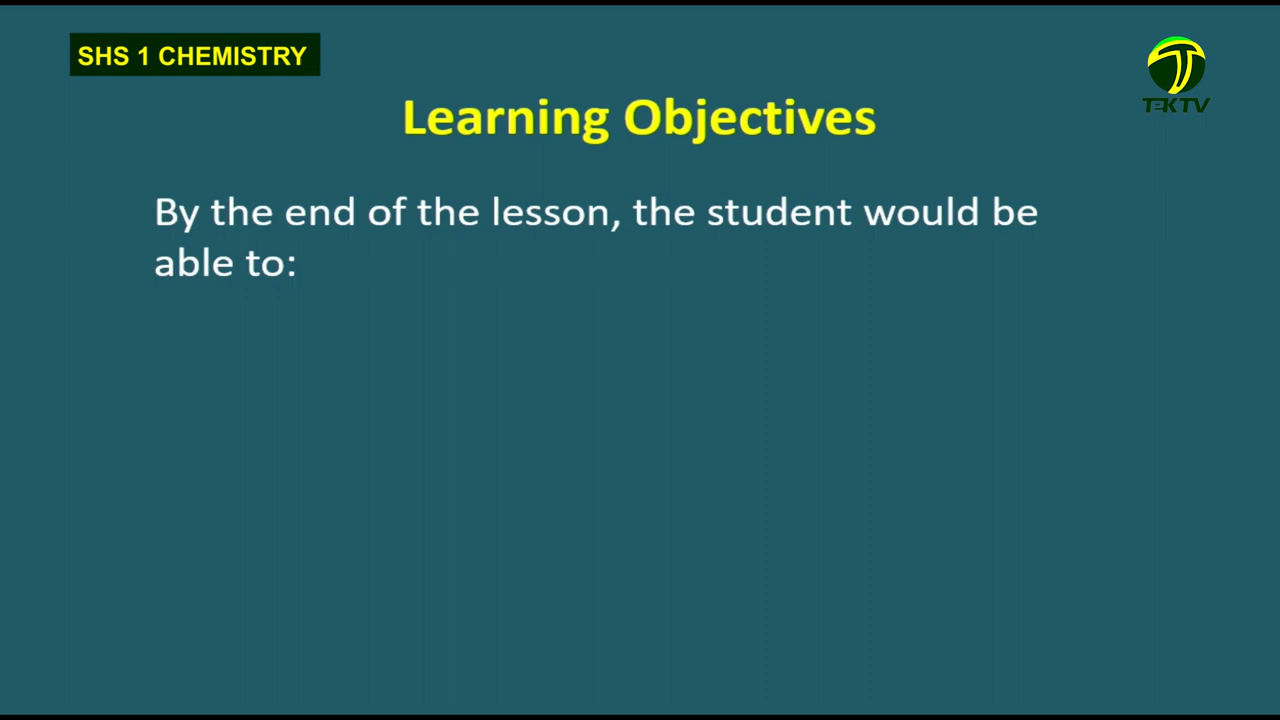 SHS 1 CHEMISTRY
TEKTV
Learning Objectives
By the end of the lesson, the student would be
able to: